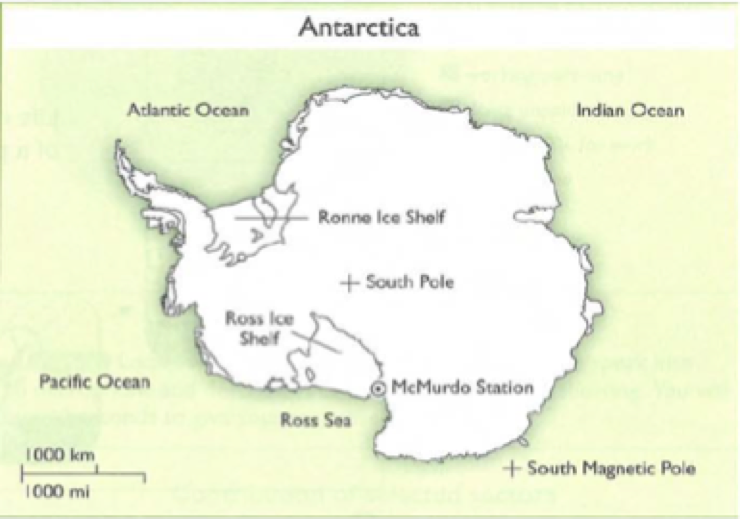 Antarctica
Atlantic Ocean
Indian Ocean
Ronne Ice Shelf
South Pole
Ross Ice
Shelf
Pacific Ocean
McMurdo Station
Ross Sea
1000 km
1000 mi
South Magnetic Pole